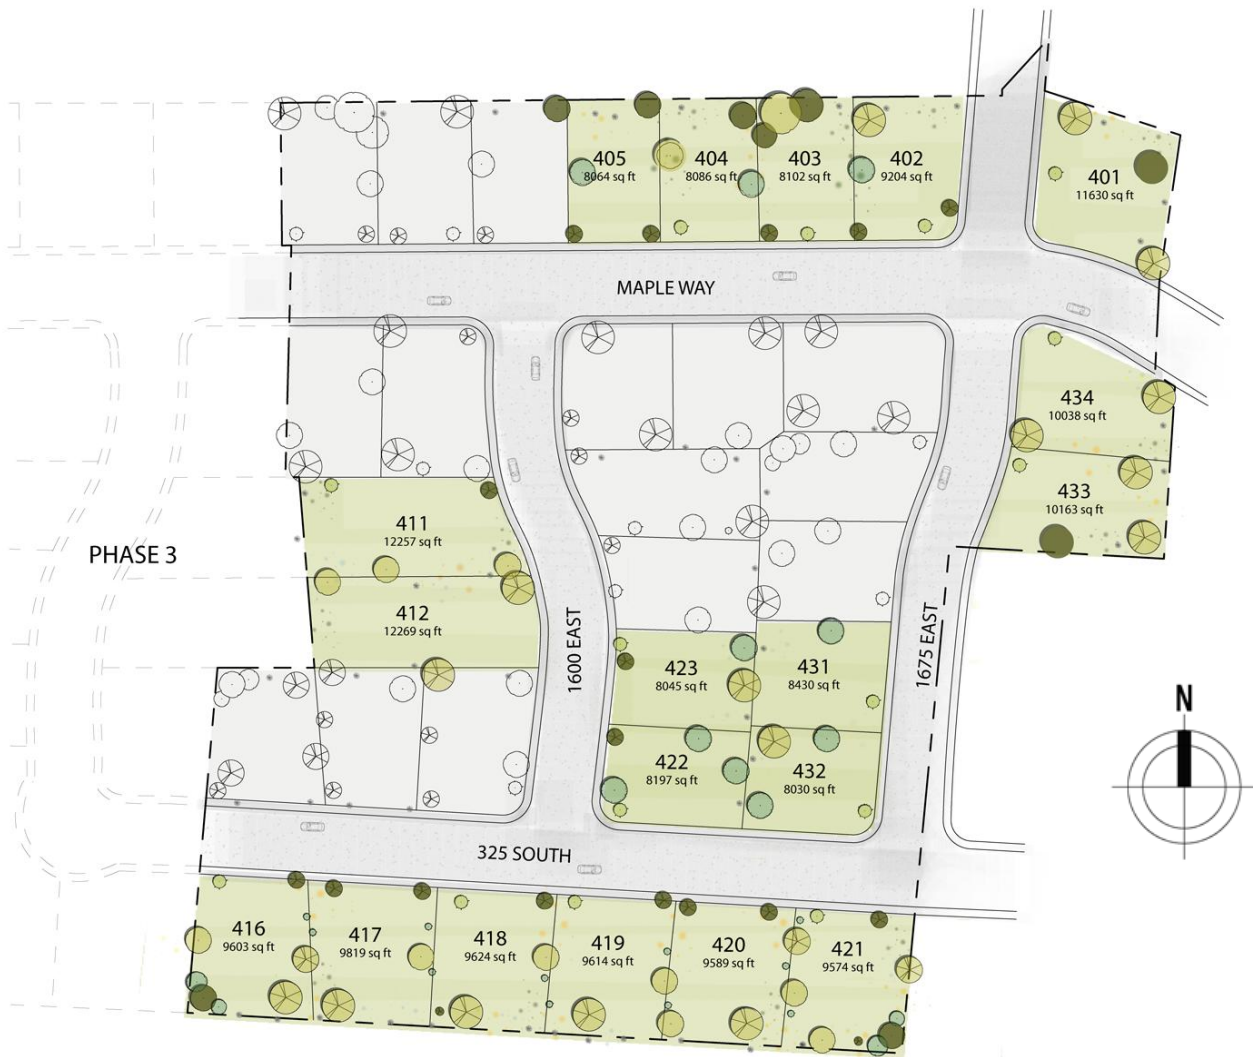 405
8064 sq ft
404
8086 sq ft
403
8102 sq ft
402
9204 sq ft
401
11630 sq ft
MAPLE WAY
434
10038 sq ft
433
10163 sq ft
411
12257 sq ft
PHASE 3
412
12269 sq ft
1600 EAST
423
8045 sq ft
431
8430 sq ft
1675 EAST
N
422
8197 sq ft
432
8030 sq ft
325 SOUTH
416
9603 sq ft
417
9819 sq ft
418
9624 sq ft
419
9614 sq ft
420
9589 sq ft
421
9574 sq ft